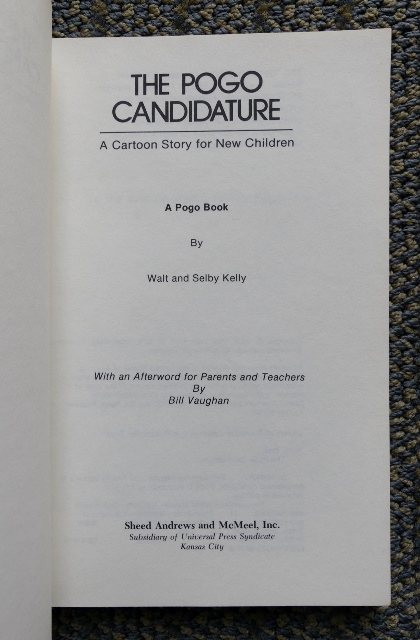 THE POGO
CANDIDATURE
A Cartoon Story for New Children
A Pogo Book
By
Walt and Selby Kelly
With an Afterword for Parents and Teachers
By
Bill Vaughan
Sheed Andrews and McMeel, Inc.
Subsidiary of Universal Press Syndicate
Kansas City